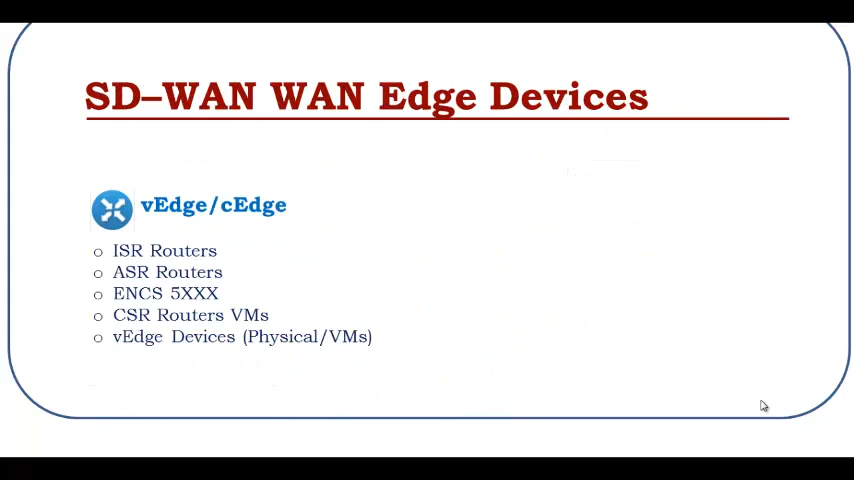 SD–WAN WAN Edge Devices
vEdge/cEdge
o ISR Routers
o ASR Routers
o ENCS 5XXX
o CSR Routers VMs
o vEdge Devices (Physical/VMs)